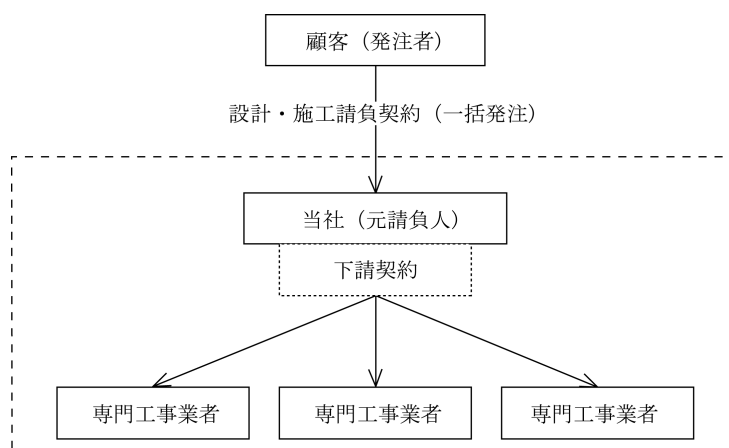 顧客（発注者）
設計・施工請負契約（一括発注）
当社（元請負人）
下請契約
専門工事業者
専門工事業者
専門工事業者